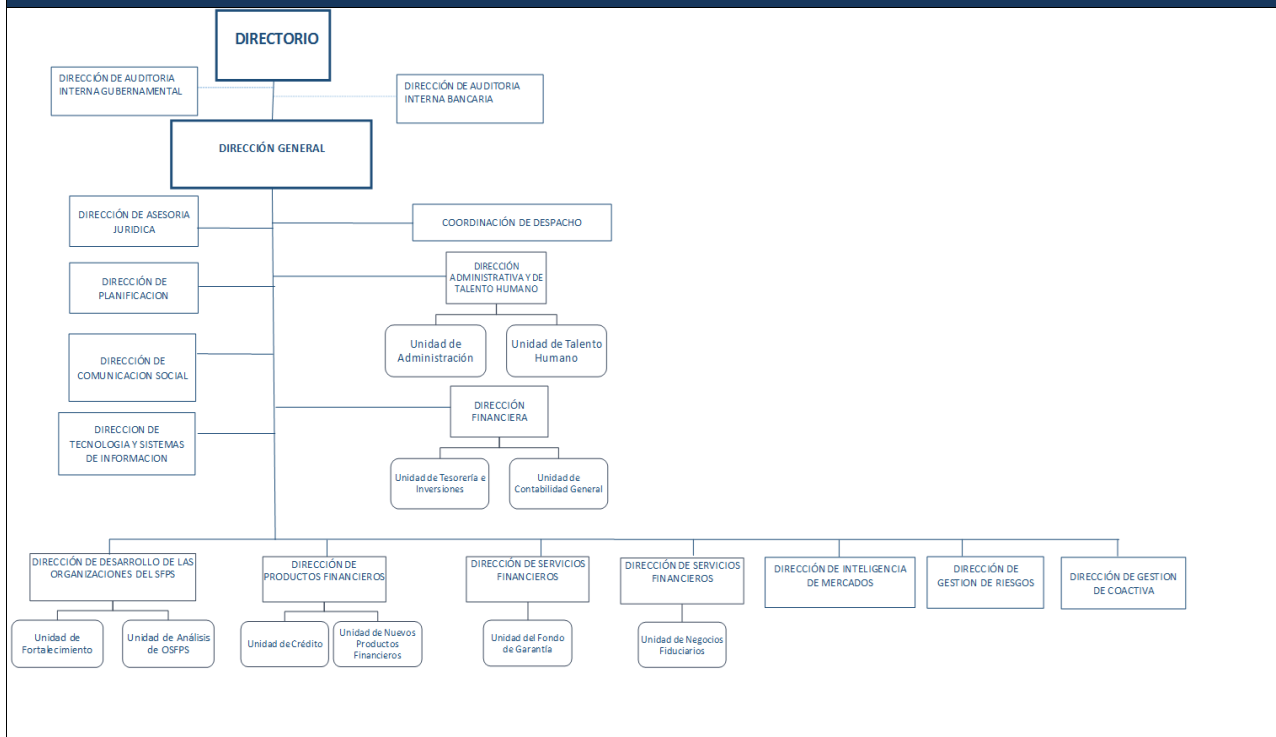 DIRECTORIO
DIRECCIÓN DE AUDITORIA
INTERNA GUBERNAMENTAL
DIRECCIÓN DE AUDITORIA
INTERNA BANCARIA
DIRECCIÓN GENERAL
DIRECCIÓN DE ASESORIA
JURIDICA
COORDINACIÓN DE DESPACHO
DIRECCIÓN DE
PLANIFICACION
DIRECCIÓN
ADMINISTRATIVA Y DE
TALENTO HUMANO
Unidad de
Administración
Unidad de Talento
Humano
DIRECCIÓN DE
COMUNICACION SOCIAL
DIRECCIÓN
FINANCIERA
DIRECCION DE
TECNOLOGIA Y SISTEMAS
DE INFORMACION
Unidad de Tesorería e
Inversiones
Unidad de
Contabilidad General
DIRECCIÓN DE DESARROLLO DE LAS
ORGANIZACIONES DEL SFPS
DIRECCIÓN DE
PRODUCTOS FINANCIEROS
DIRECCIÓN DE SERVICIOS
FINANCIEROS
DIRECCIÓN DE SERVICIOS
FINANCIEROS
DIRECCIÓN DE INTELIGENCIA
DE MERCADOS
DIRECCIÓN DE
GESTION DE RIESGOS
DIRECCIÓN DE GESTION
DE COACTIVA
Unidad de
Fortalecimiento
Unidad de Análisis
de OSFPS
Unidad de Crédito
Unidad de Nuevos
Productos
Financieros
Unidad del Fondo
de Garantía
Unidad de Negocios
Fiduciarios